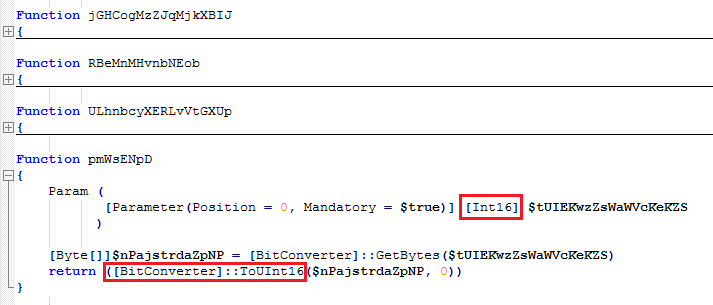 Function jGHCogMzZJqMjkXBIJ
{
Function RBeMnMHvnbNEob
{
Function ULhnbcyXERLvVtGXUp
{
Function pmWsENpD
{
Param (
[Parameter(Position = 0, Mandatory = $true)] [Int16] $tUIEKwzZsWaWVcKeKZS
)
[Byte[]]$nPajstrdaZpNP = [BitConverter]::GetBytes($tUIEKwzZsWaWVcKeKZS)
return ([BitConverter]::ToUInt16($nPajstrdaZpNP, 0))
}